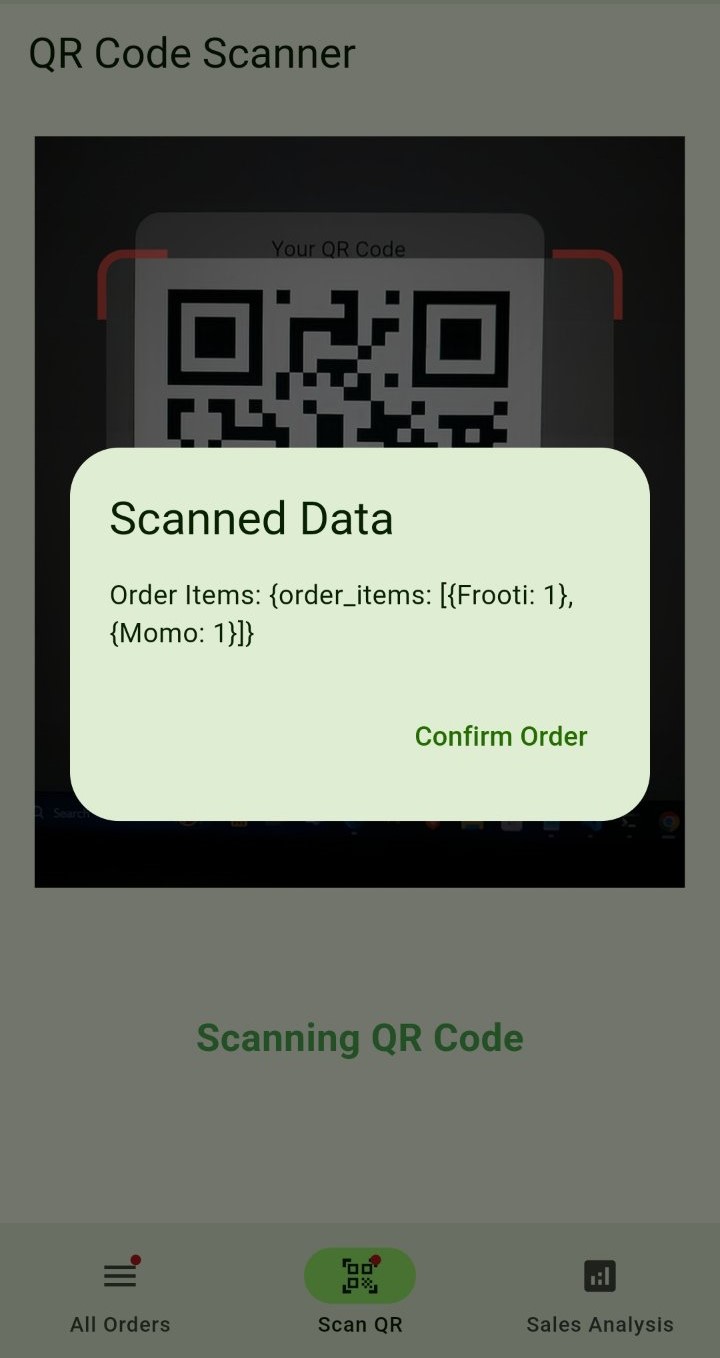 QR Code Scanner
Your QR Code
Scanned Data
Order Items: {order_items: [{Frooti: 1},
{Momo: 1}]}
Confirm Order
Search
Scanning QR Code
All Orders
Scan QR
Sales Analysis